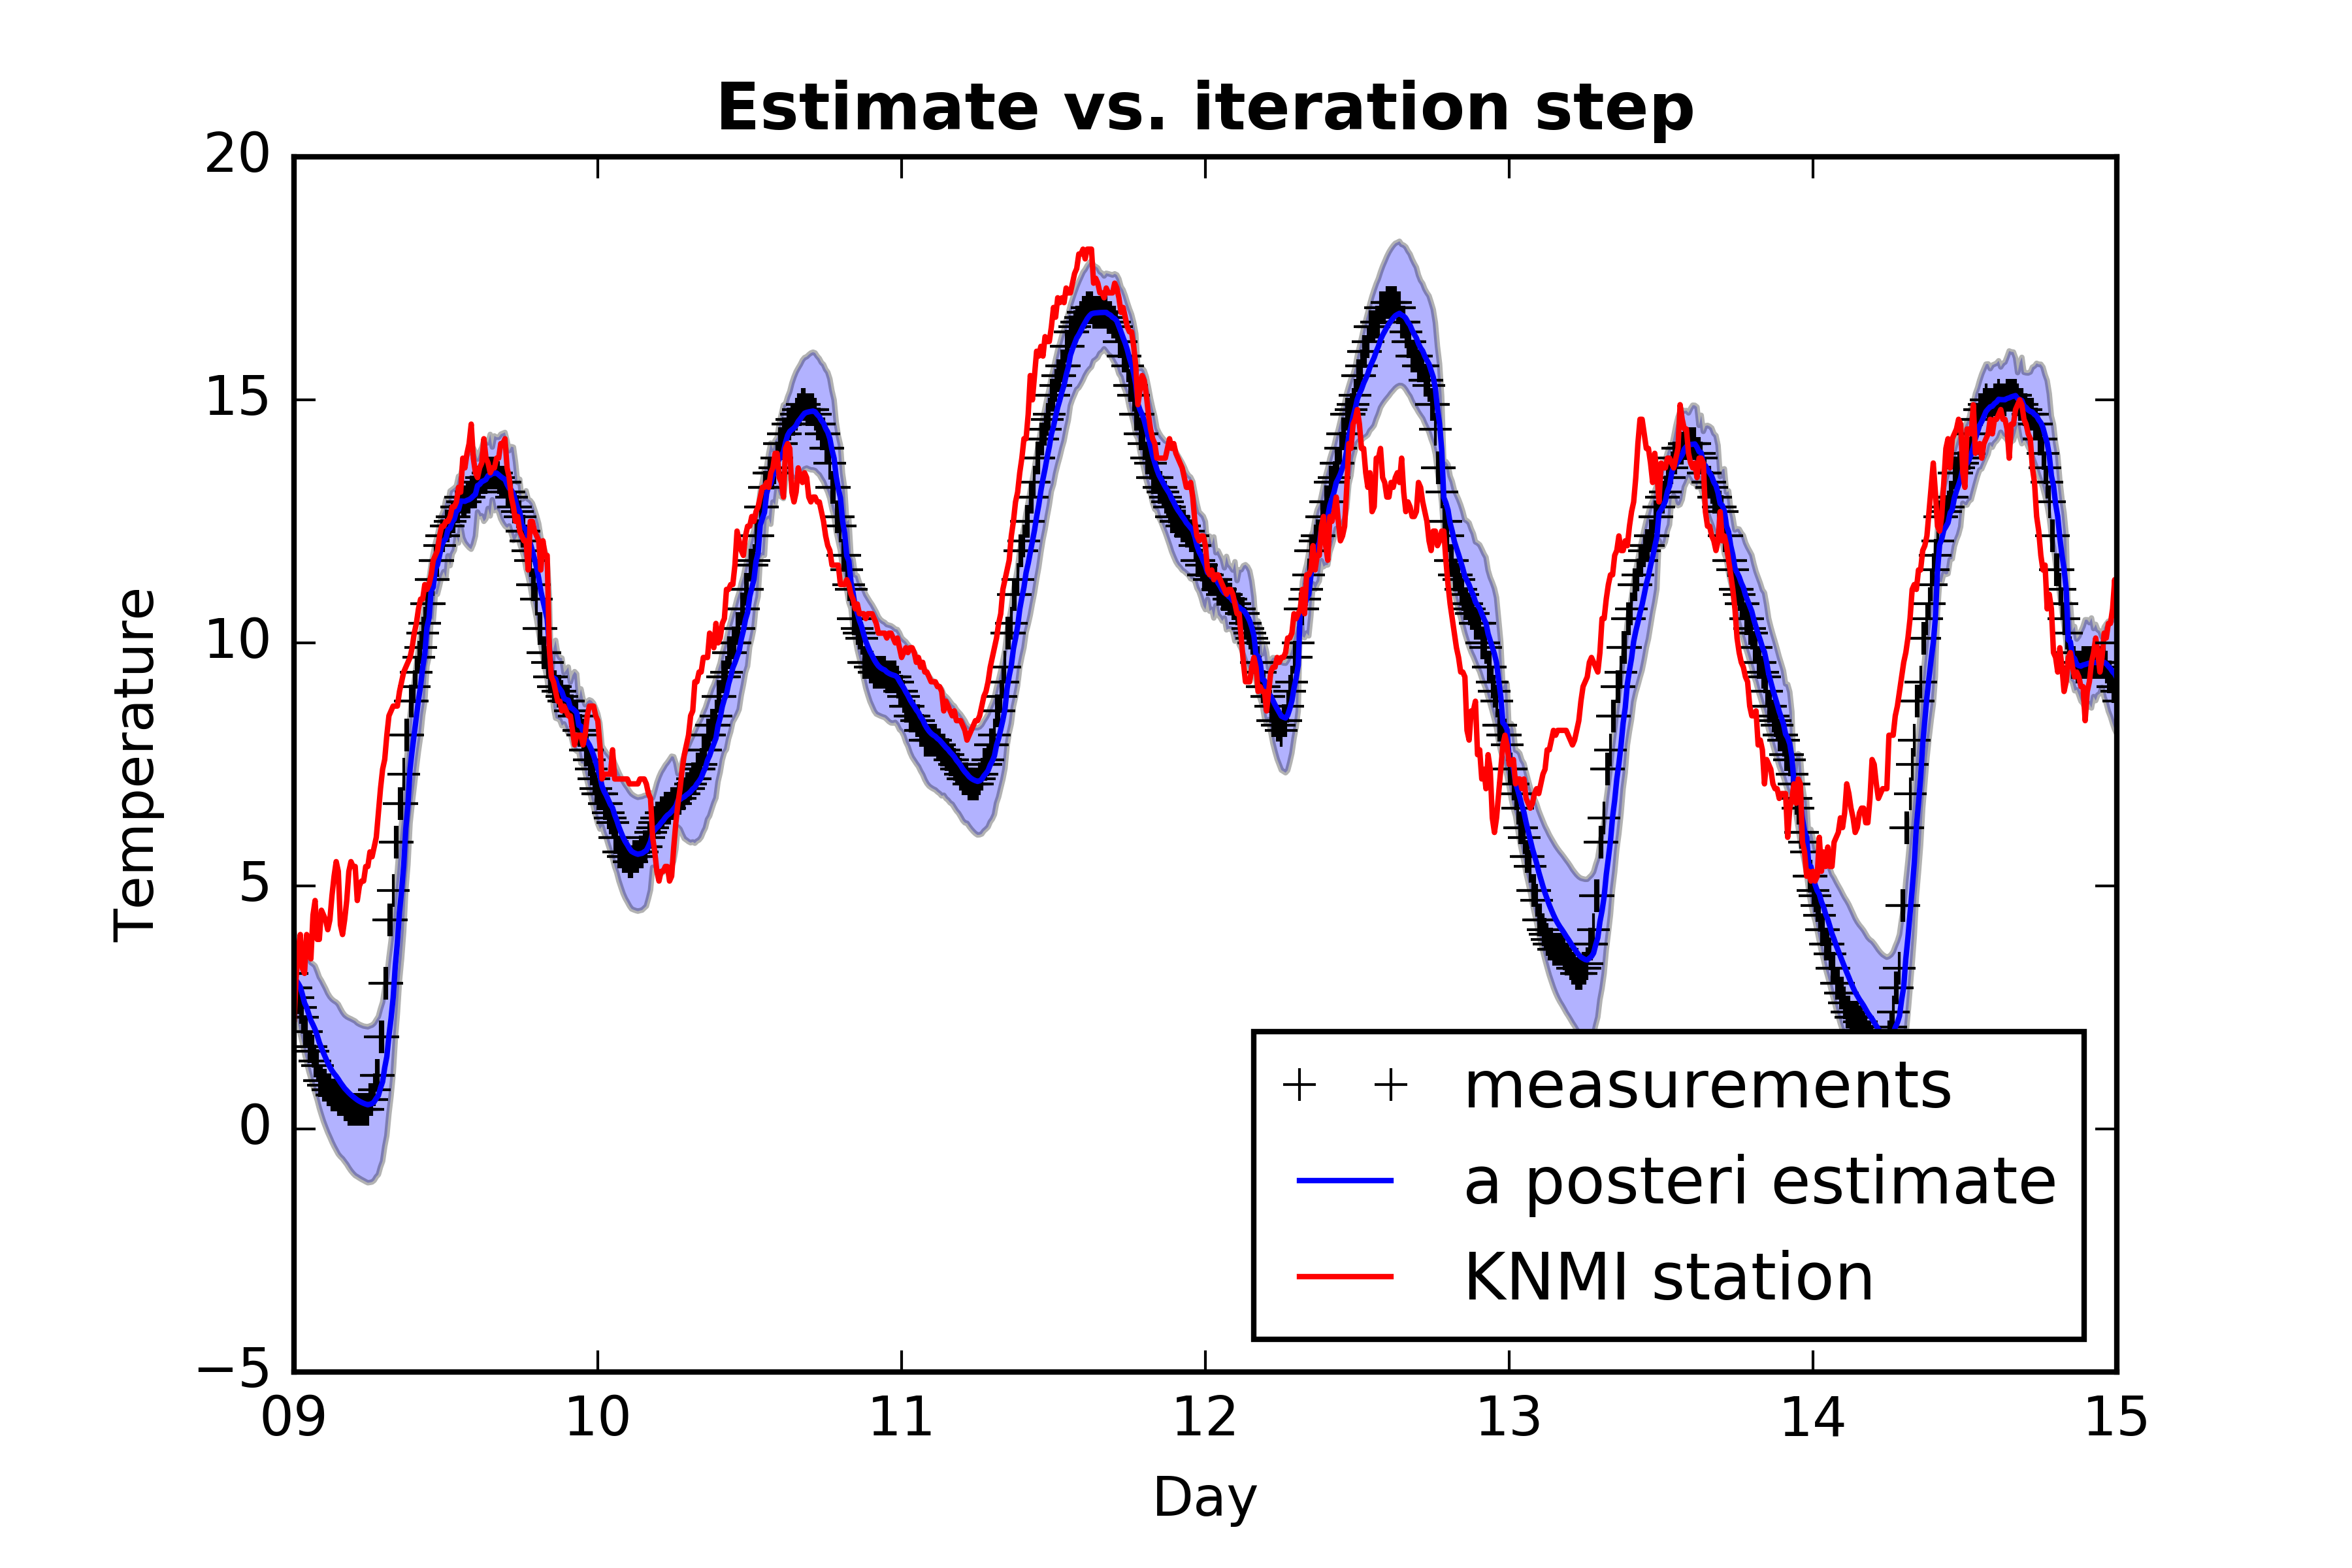 Estimate vs. iteration step
20
15
10
5
0
−5
Temperature
measurements
a posteri estimate
KNMI station
09 10 11 12 13 14 15
Day